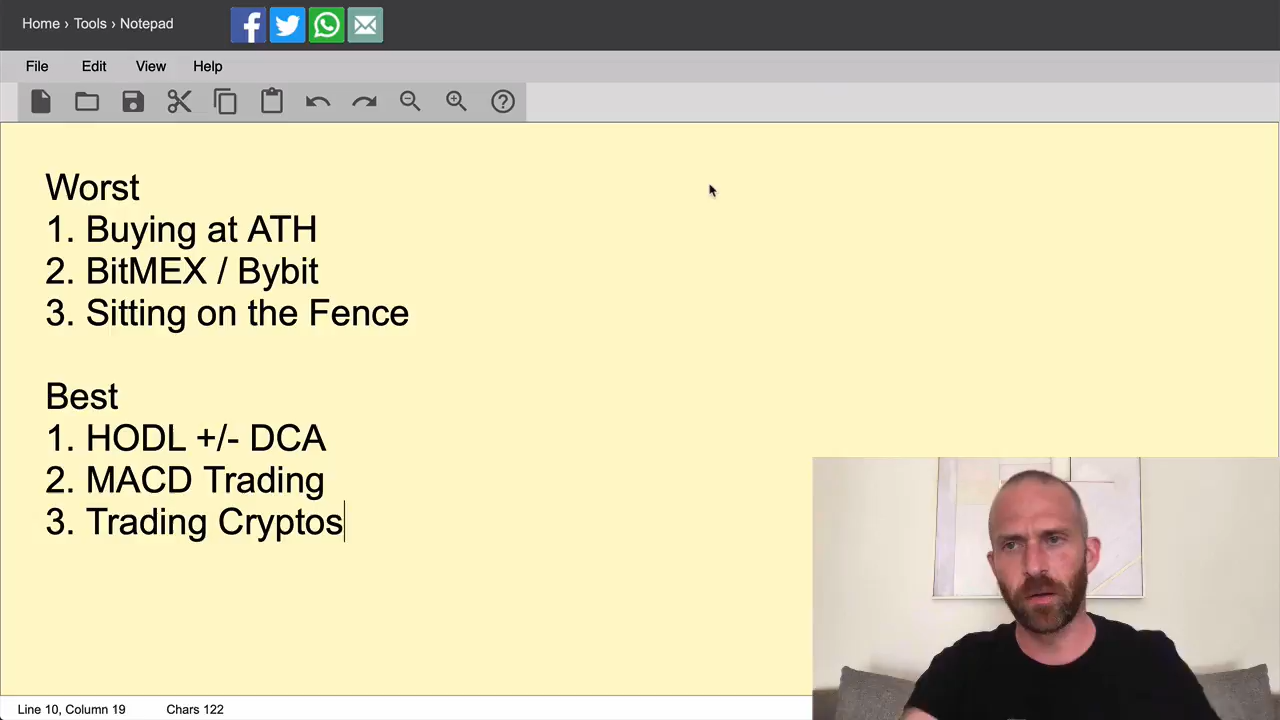 Home › Tools › Notepad
File Edit View Help
Worst
1. Buying at ATH
2. BitMEX / Bybit
3. Sitting on the Fence
Best
1. HODL +/- DCA
2. MACD Trading
3. Trading Cryptos
Line 10, Column 19 Chars 122